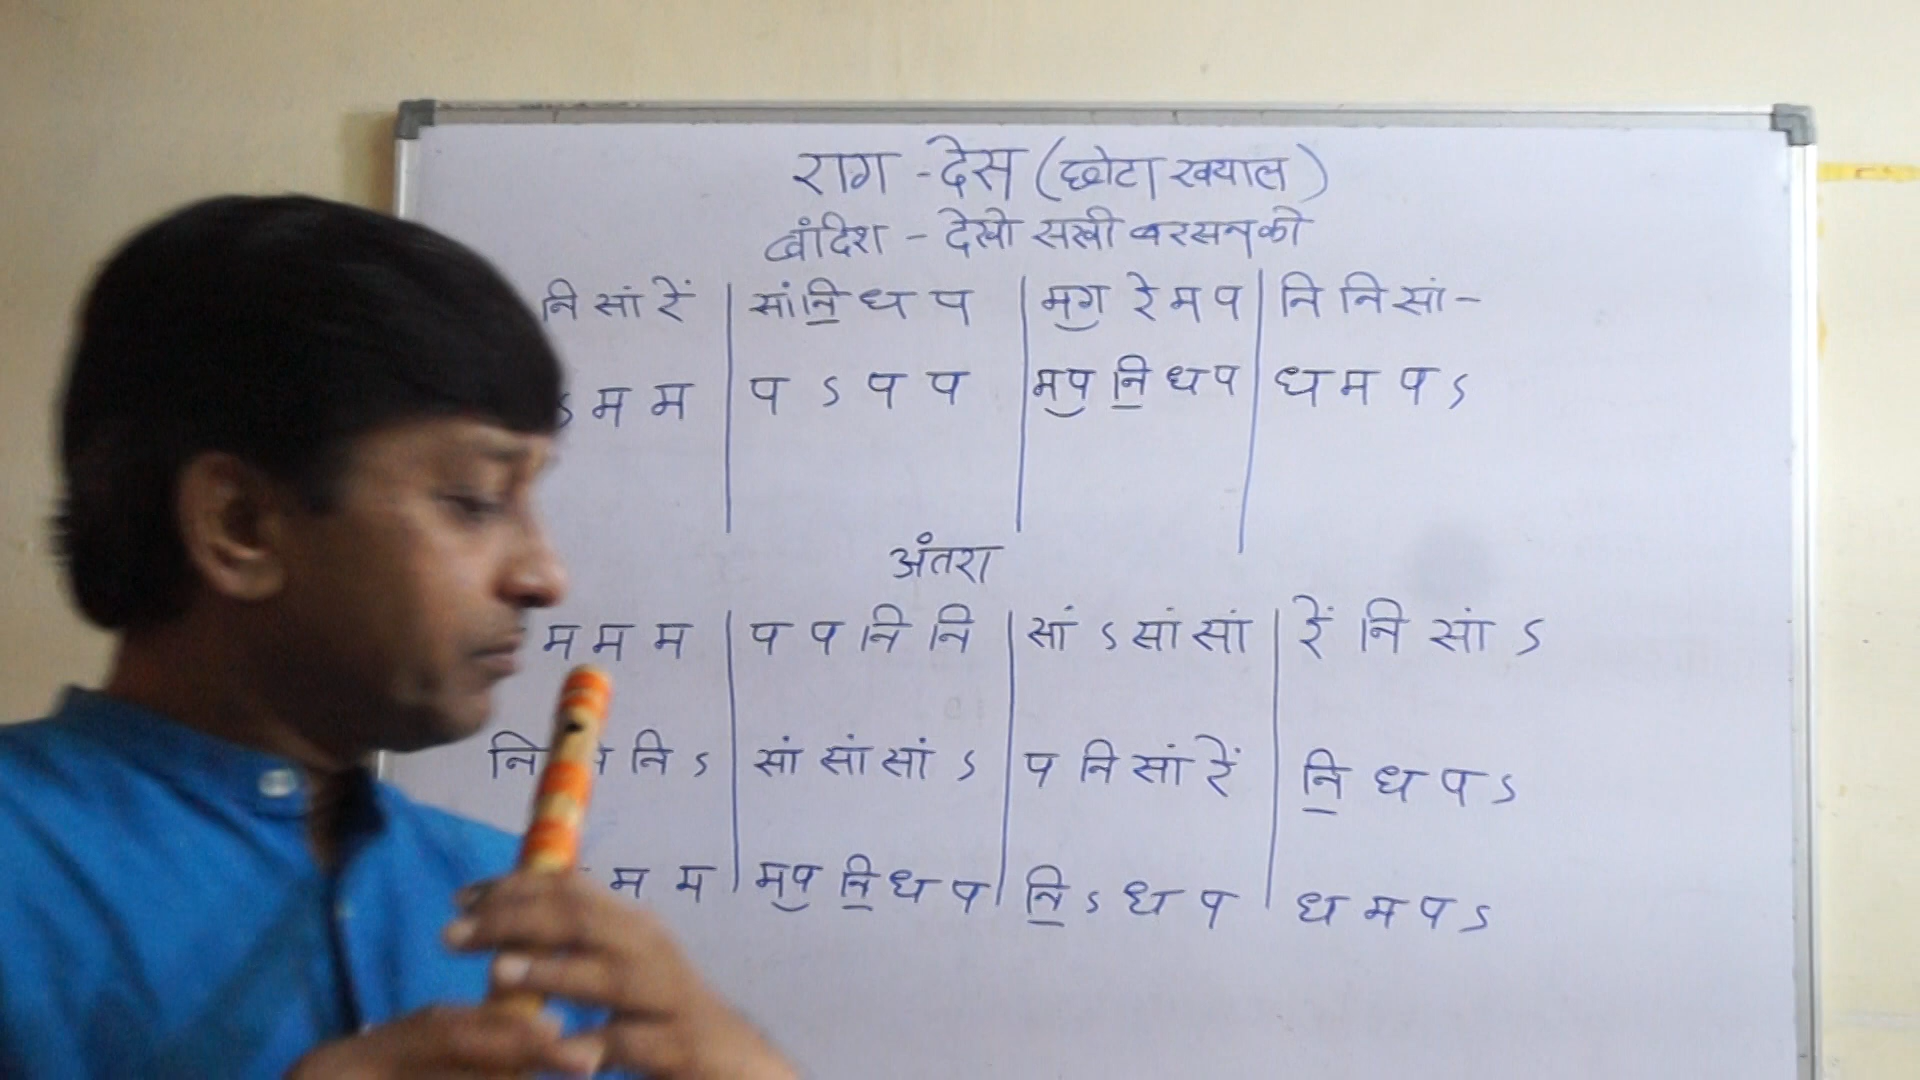 राग - देस (छोटा ख्याल)
बंदिश - देखो सखी बरसन को
नि सां रें | सांनि॒ ध प | मग रे म प | नि नि सां -
ऽ म म | प ऽ प प | मप नि॒ ध प | ध म प ऽ
अंतरा
म म म | प प नि नि | सां ऽ सां सां | रें नि सां ऽ
नि नि ऽ | सां सां सां ऽ | प नि सां रें | नि॒ ध प ऽ
म म | मप नि॒ ध प | नि॒ ऽ ध प | ध म प ऽ